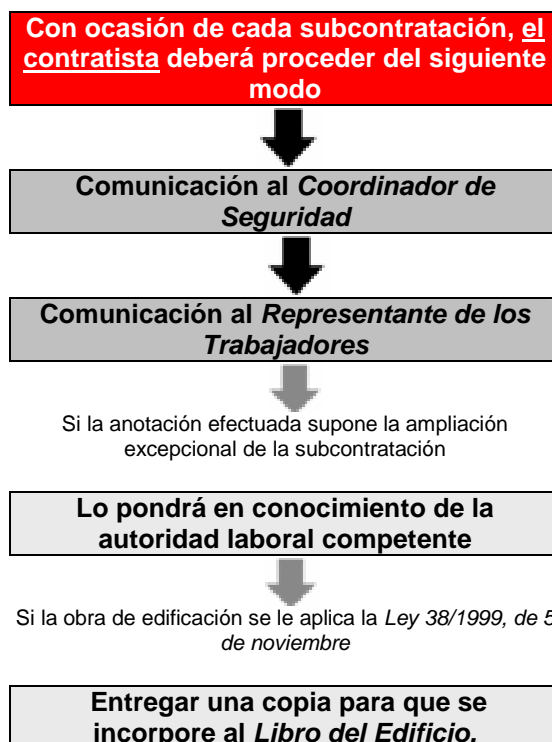 Con ocasión de cada subcontratación, el
contratista deberá proceder del siguiente
modo
Comunicación al Coordinador de
Seguridad
Comunicación al Representante de los
Trabajadores
Si la anotación efectuada supone la ampliación
excepcional de la subcontratación
Lo pondrá en conocimiento de la
autoridad laboral competente
Si la obra de edificación se le aplica la Ley 38/1999, de 5
de noviembre
Entregar una copia para que se
incorpore al Libro del Edificio.